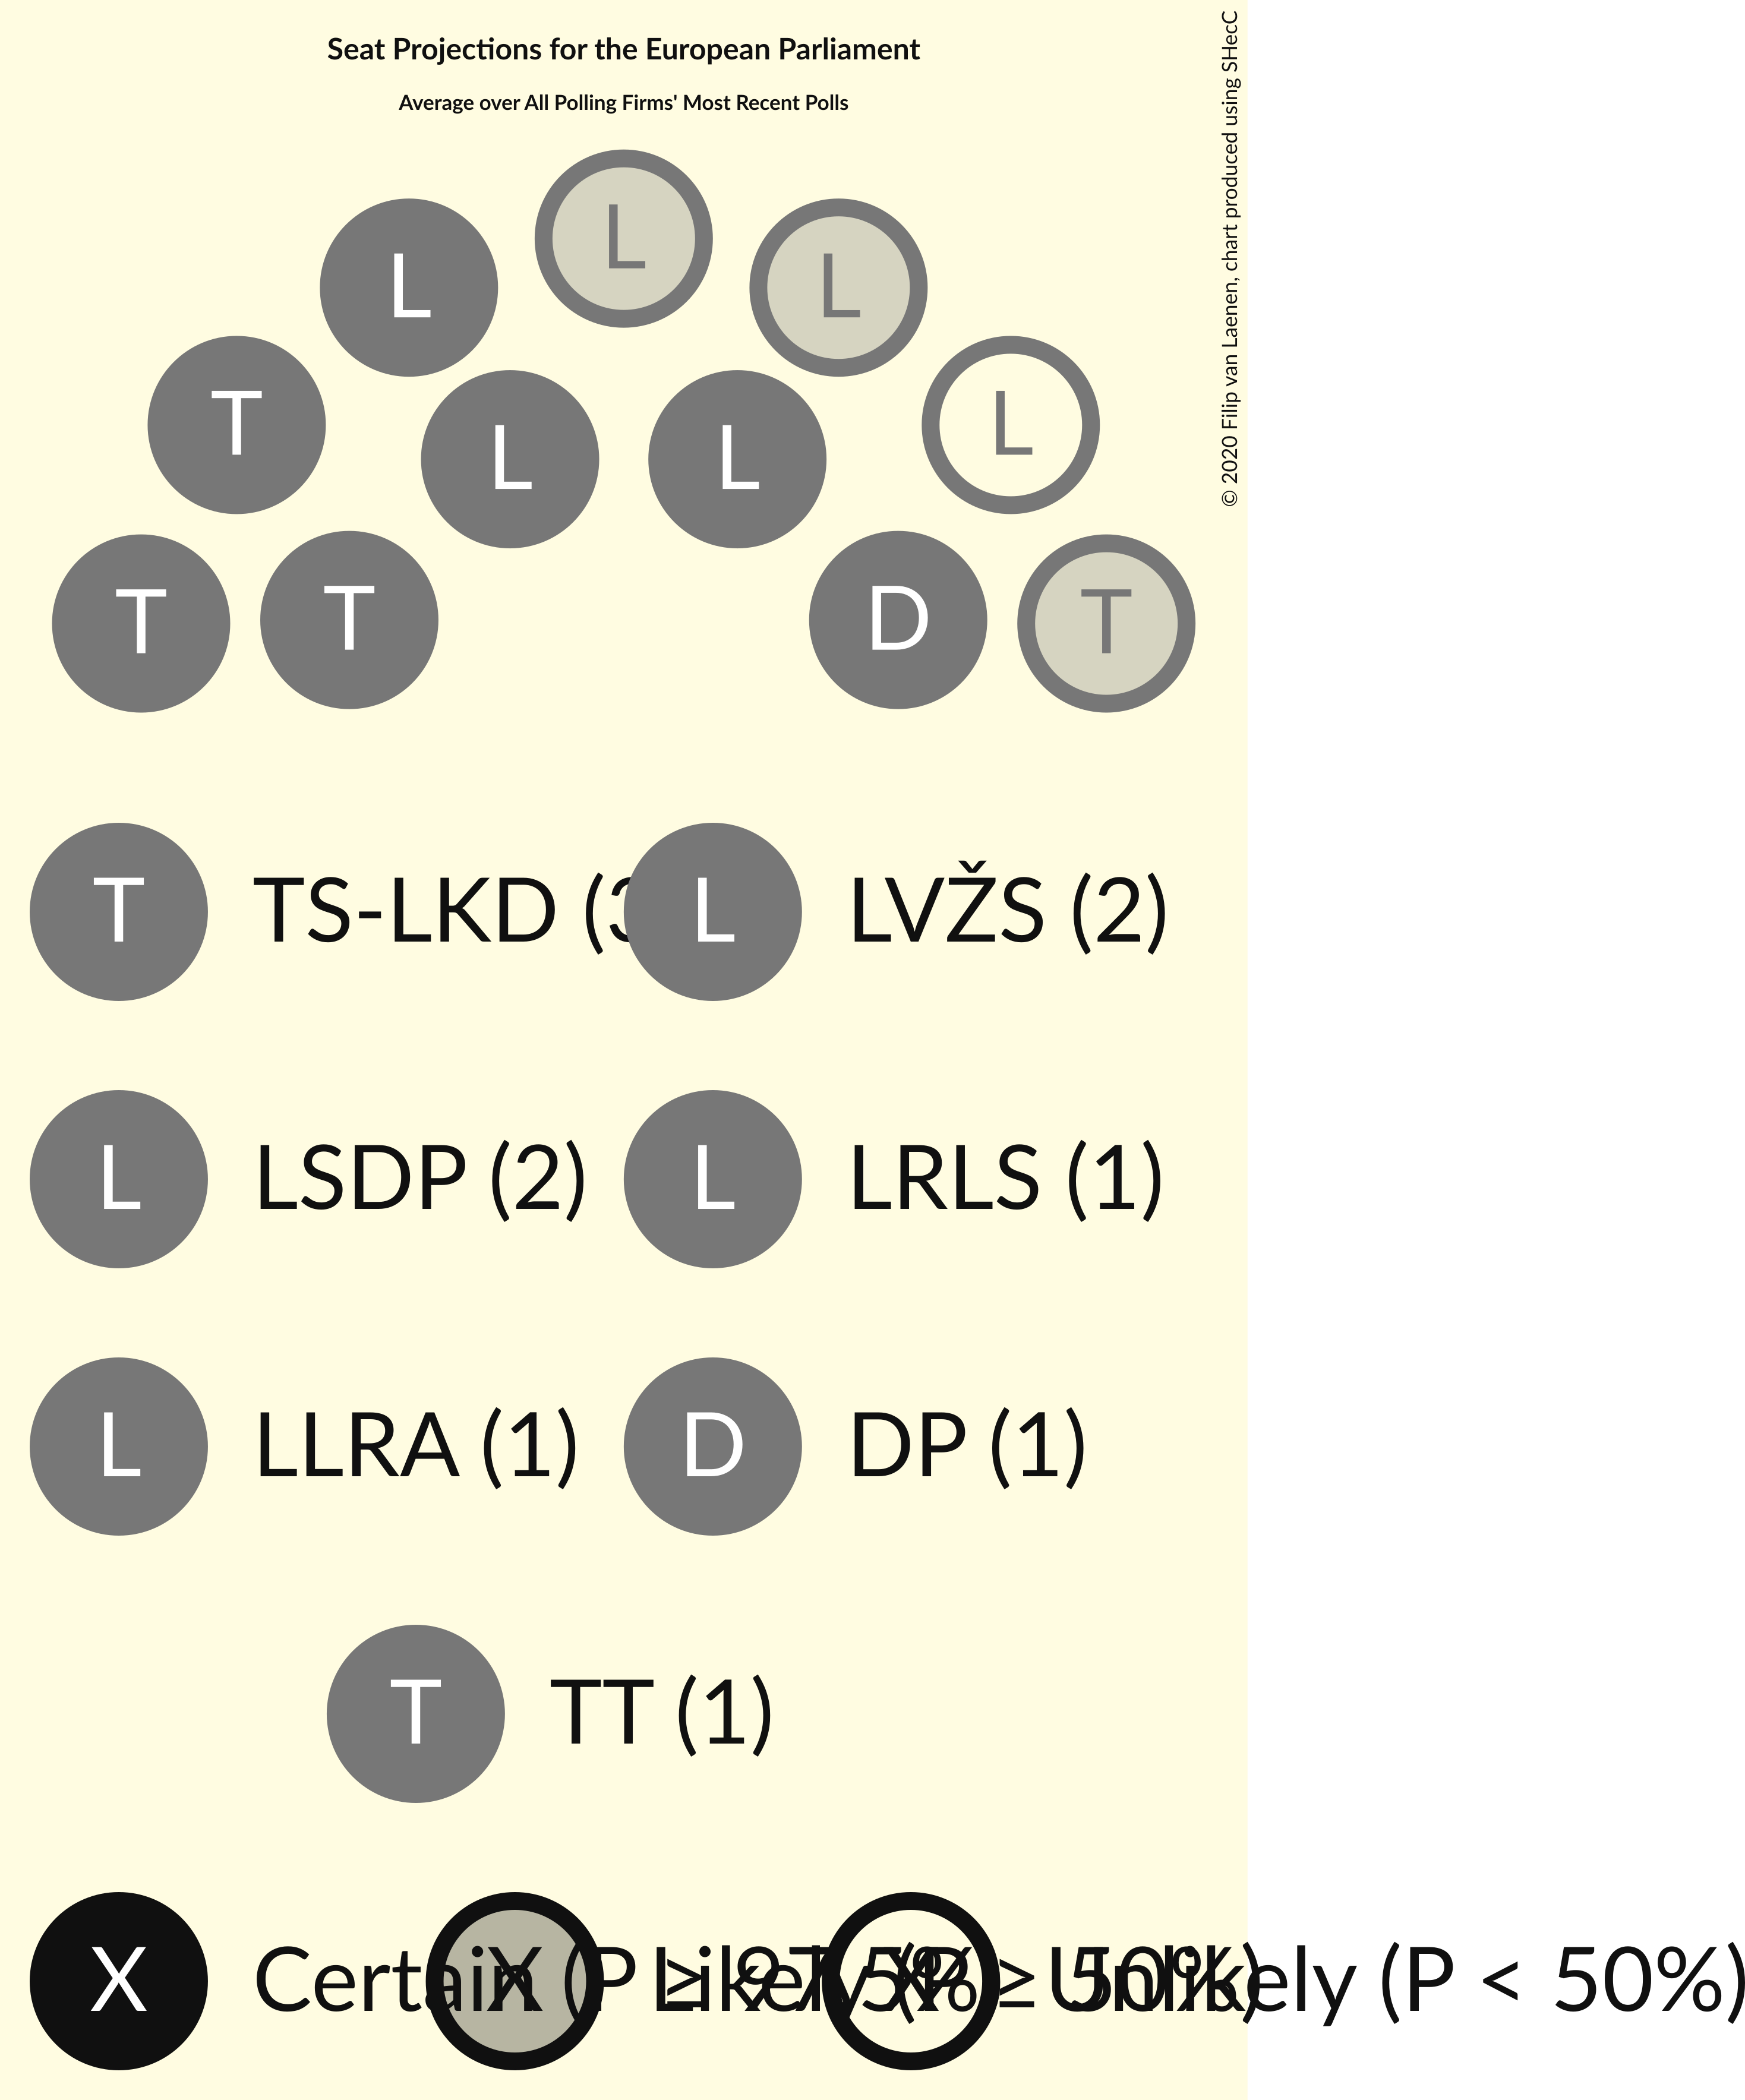 Seat Projections for the European Parliament
Average over All Polling Firms' Most Recent Polls
© 2020 Filip van Laenen, chart produced using SHecC
L
L
L
T
L
L
L
T
T
D
T
T TS-LKD (3
L LVŽS (2)
L LSDP (2)
L LRLS (1)
L LLRA (1)
D DP (1)
T TT (1)
X Certain (P ≥ 97.5%)
X Likely (P ≥ 50%)
X Unlikely (P < 50%)